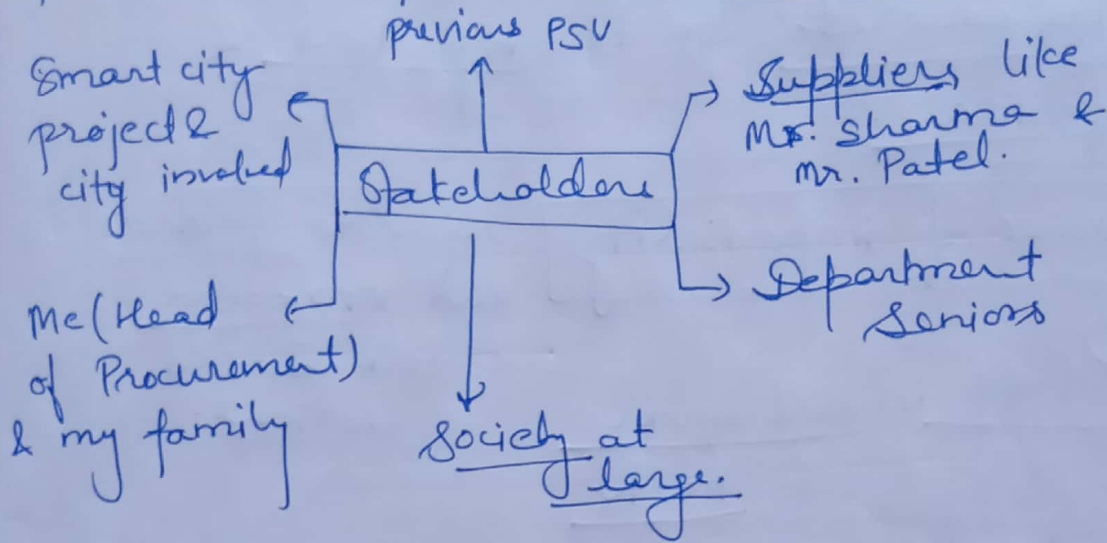 previous PSU
Smart city
project &
city involved
Suppliers like
Mr. Sharma &
Mr. Patel.
Stakeholders
Department
Seniors
Me (Head
of Procurement)
& my family
Society at
large.